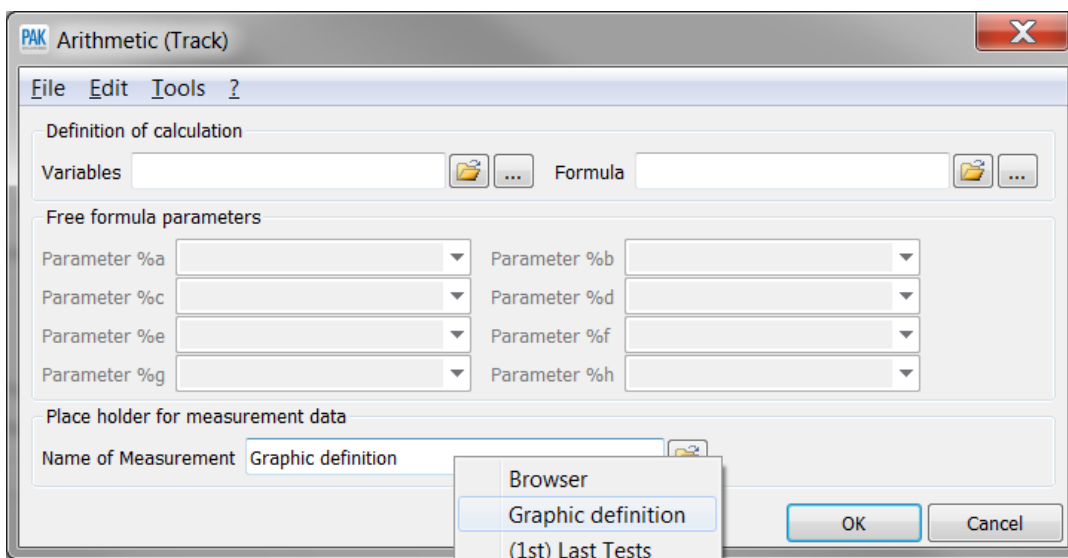 PAK Arithmetic (Track)
File Edit Tools ?
Definition of calculation
Variables ... Formula ...
Free formula parameters
Parameter %a Parameter %b
Parameter %c Parameter %d
Parameter %e Parameter %f
Parameter %g Parameter %h
Place holder for measurement data
Name of Measurement Graphic definition
Browser
Graphic definition
OK Cancel
(1st) Last Tests